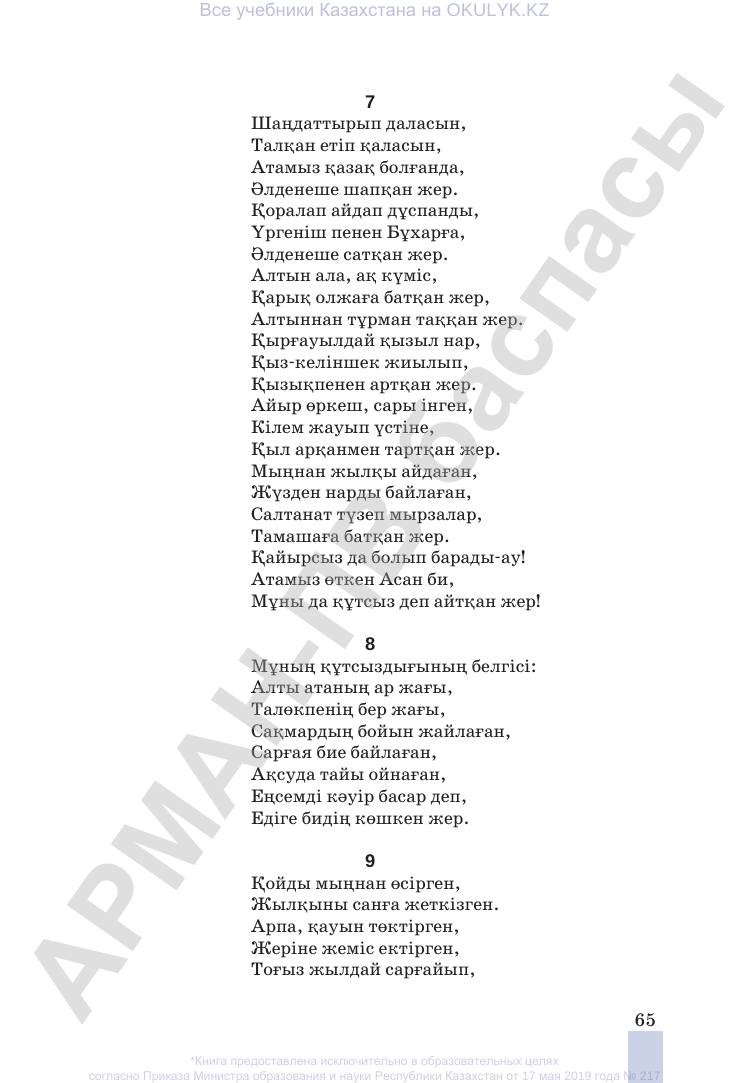 Все учебники Казахстана на OKULYK.KZ
7
Шаңдаттырып даласын,
Талқан етіп қаласын,
Атамыз қазақ болғанда,
Әлденеше шапқан жер.
Қоралап айдап дұспанды,
Үргеніш пенен Бұхарға,
Әлденеше сатқан жер.
Алтын ала, ақ күміс,
Қарық олжаға батқан жер,
Алтыннан тұрман таққан жер.
Қырғауылдай қызыл нар,
Қыз-келіншек жиылып,
Қызықпенен артқан жер.
Айыр өркеш, сары інген,
Кілем жауып үстіне,
Қыл арқанмен тартқан жер.
Мыңнан жылқы айдаған,
Жүзден нарды байлаған,
Салтанат түзеп мырзалар,
Тамашаға батқан жер.
Қайырсыз да болып барады-ау!
Атамыз өткен Асан би,
Мұны да құтсыз деп айтқан жер!
8
Мұның құтсыздығының белгісі:
Алты атаның ар жағы,
Талөкпенің бер жағы,
Сақмардың бойын жайлаған,
Сарғая бие байлаған,
Ақсуда тайы ойнаған,
Еңсемді кәуір басар деп,
Едіге бидің көшкен жер.
9
Қойды мыңнан өсірген,
Жылқыны санға жеткізген.
Арпа, қауын төктірген,
Жеріне жеміс ектірген,
Тоғыз жылдай сарғайып,
65
АРМАН-ПВ баспасы
*Книга предоставлена исключительно в образовательных целях
согласно Приказа Министра образования и науки Республики Казахстан от 17 мая 2019 года № 217